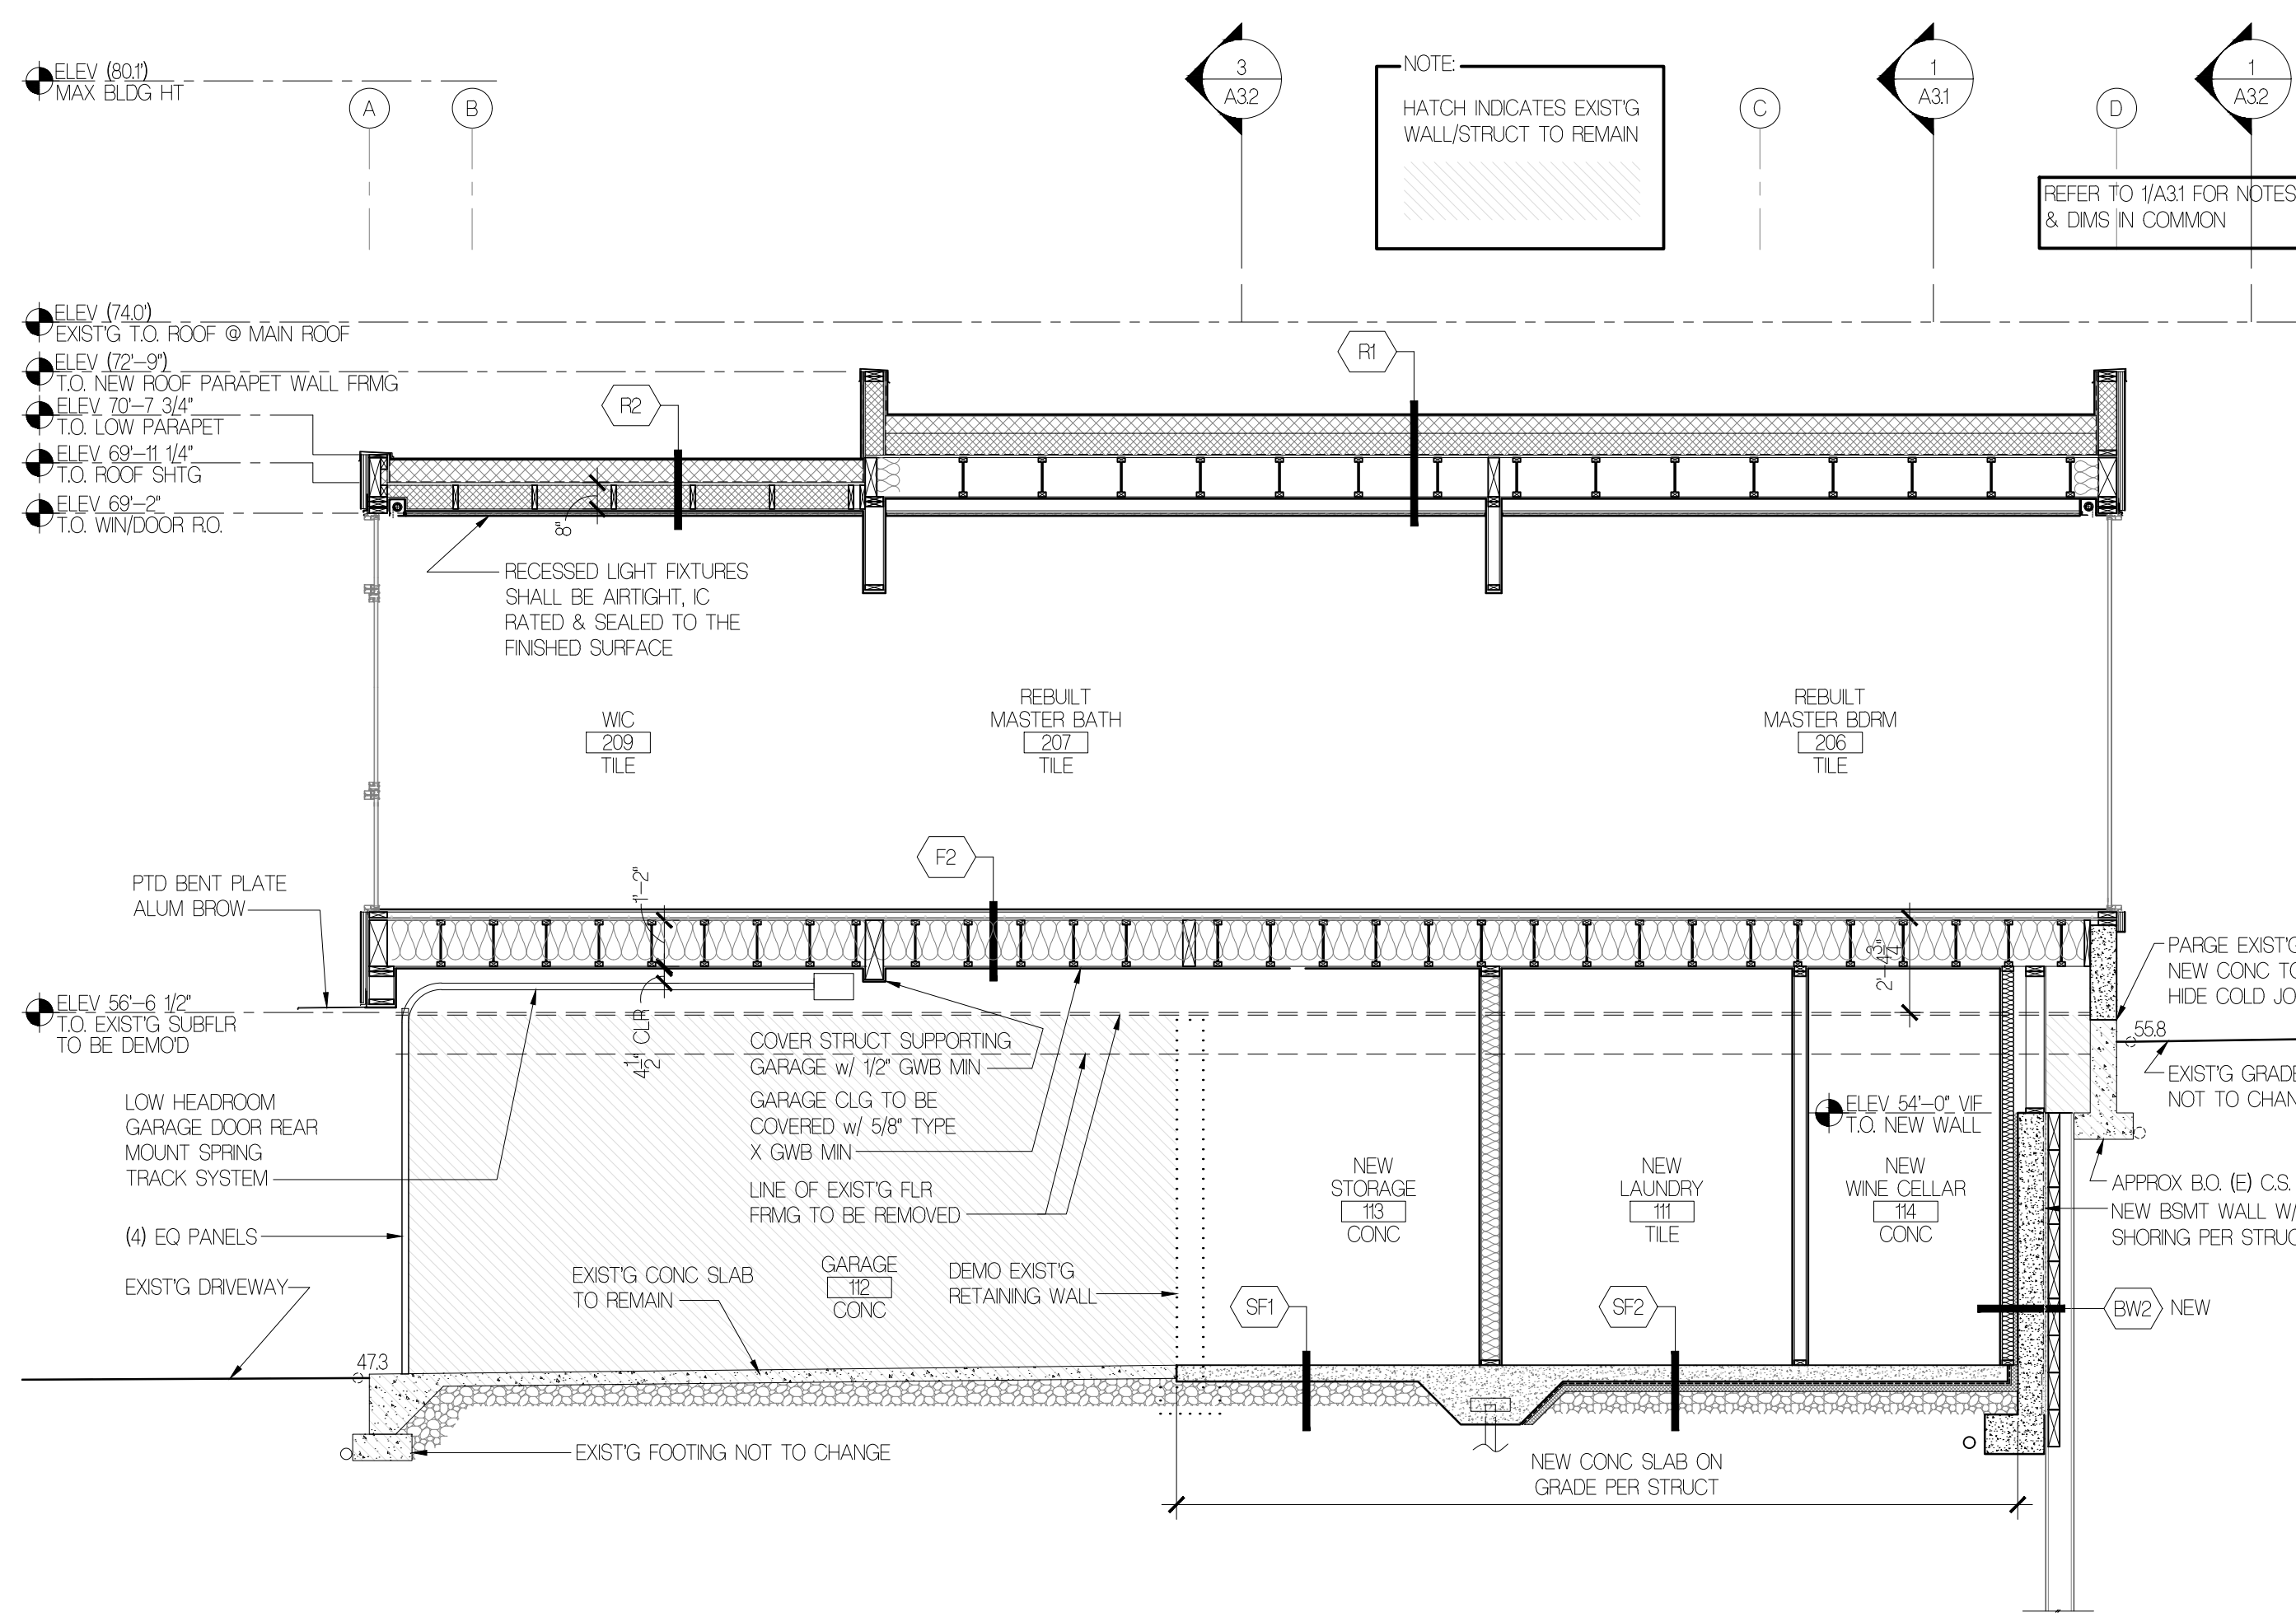 ELEV (80.1')
MAX BLDG HT
A
B
3
A3.2
NOTE:
HATCH INDICATES EXIST'G
WALL/STRUCT TO REMAIN
C
1
A3.1
D
1
A3.2
REFER TO 1/A3.1 FOR NOTES
& DIMS IN COMMON
ELEV (74.0')
EXIST'G T.O. ROOF @ MAIN ROOF
ELEV (72'-9")
T.O. NEW ROOF PARAPET WALL FRMG
ELEV 70'-7 3/4"
T.O. LOW PARAPET
ELEV 69'-11 1/4"
T.O. ROOF SHTG
ELEV 69'-2"
T.O. WIN/DOOR R.O.
R2
R1
8"
RECESSED LIGHT FIXTURES
SHALL BE AIRTIGHT, IC
RATED & SEALED TO THE
FINISHED SURFACE
WIC
209
TILE
REBUILT
MASTER BATH
207
TILE
REBUILT
MASTER BDRM
206
TILE
F2
1'-2"
PTD BENT PLATE
ALUM BROW
2'-4 3/4"
PARGE EXIST'G
NEW CONC TO
HIDE COLD JO
55.8
EXIST'G GRADE
NOT TO CHAN
ELEV 56'-6 1/2"
T.O. EXIST'G SUBFLR
TO BE DEMO'D
4 1/2" CLR
COVER STRUCT SUPPORTING
GARAGE w/ 1/2" GWB MIN
GARAGE CLG TO BE
COVERED w/ 5/8" TYPE
X GWB MIN
LINE OF EXIST'G FLR
FRMG TO BE REMOVED
LOW HEADROOM
GARAGE DOOR REAR
MOUNT SPRING
TRACK SYSTEM
(4) EQ PANELS
EXIST'G DRIVEWAY
ELEV 54'-0" VIF
T.O. NEW WALL
NEW
STORAGE
113
CONC
NEW
LAUNDRY
111
TILE
NEW
WINE CELLAR
114
CONC
APPROX B.O. (E) C.S.
NEW BSMT WALL W/
SHORING PER STRUC
EXIST'G CONC SLAB
TO REMAIN
GARAGE
112
CONC
DEMO EXIST'G
RETAINING WALL
SF1
SF2
BW2
NEW
47.3
EXIST'G FOOTING NOT TO CHANGE
NEW CONC SLAB ON
GRADE PER STRUCT